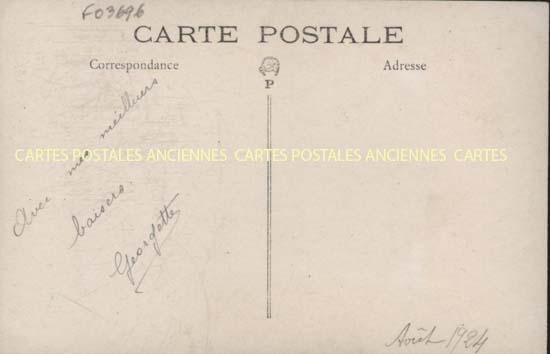 F03696
CARTE POSTALE
Correspondance
Adresse
P
Avec mes meilleurs
baisers.
Georgette
CARTES POSTALES ANCIENNES CARTES POSTALES ANCIENNES CARTES
Août 1924